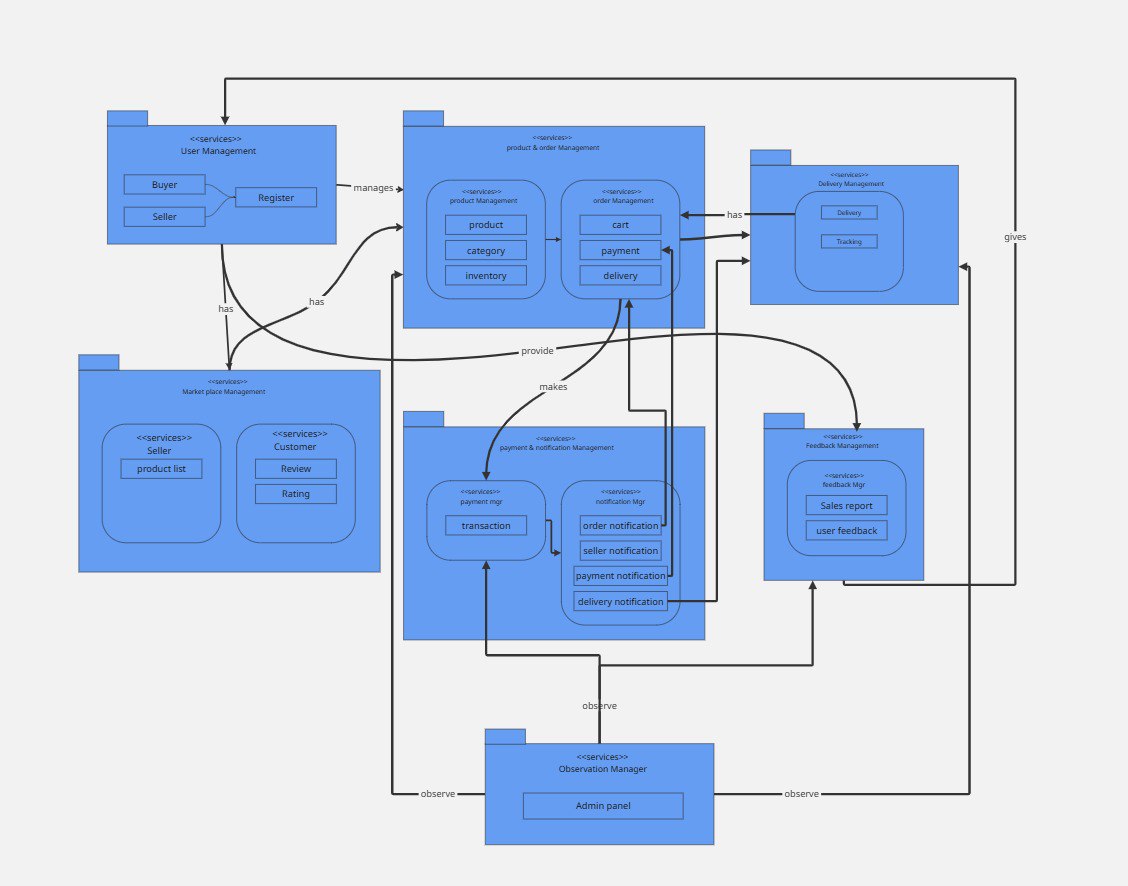 <<services>>
User Management
Buyer
Seller
Register
manages
<<services>>
product & order Management
<<services>>
product Management
product
category
inventory
<<services>>
order Management
cart
payment
delivery
has
<<services>>
Delivery Management
Delivery
Tracking
gives
has
has
provide
makes
<<services>>
Market place Management
<<services>>
Seller
product list
<<services>>
Customer
Review
Rating
<<services>>
payment & notification Management
<<services>>
payment mgr
transaction
<<services>>
notification Mgr
order notification
seller notification
payment notification
delivery notification
<<services>>
Feedback Management
<<services>>
feedback Mgr
Sales report
user feedback
observe
<<services>>
Observation Manager
Admin panel
observe
observe